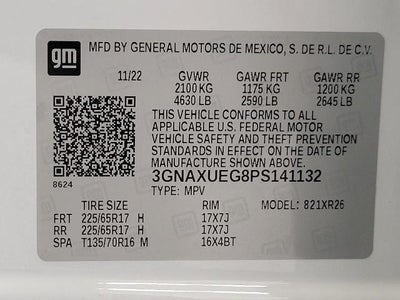 gm MFD BY GENERAL MOTORS DE MEXICO, S. DE R.L. DE C.V.
11/22 GVWR GAWR FRT GAWR RR
2100 KG 1175 KG 1200 KG
4630 LB 2590 LB 2645 LB
THIS VEHICLE CONFORMS TO ALL
APPLICABLE U.S. FEDERAL MOTOR
VEHICLE SAFETY AND THEFT PREVENTION
STANDARDS IN EFFECT ON THE DATE OF
MANUFACTURE SHOWN ABOVE.
8624 3GNAXUEG8PS141132
TYPE: MPV MODEL: 821XR26
TIRE SIZE RIM
FRT 225/65R17 H 17X7J
RR 225/65R17 H 17X7J
SPA T135/70R16 M 16X4BT